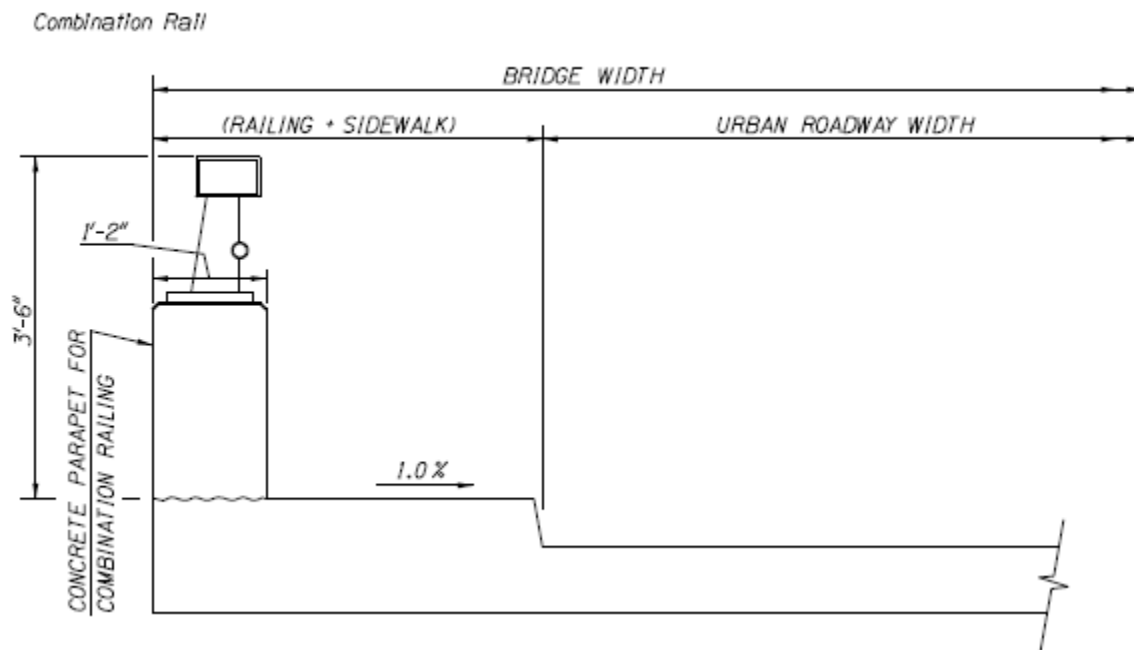 Combination Rail
BRIDGE WIDTH
(RAILING + SIDEWALK)
URBAN ROADWAY WIDTH
1'-2"
3'-6"
CONCRETE PARAPET FOR
COMBINATION RAILING
1.0%